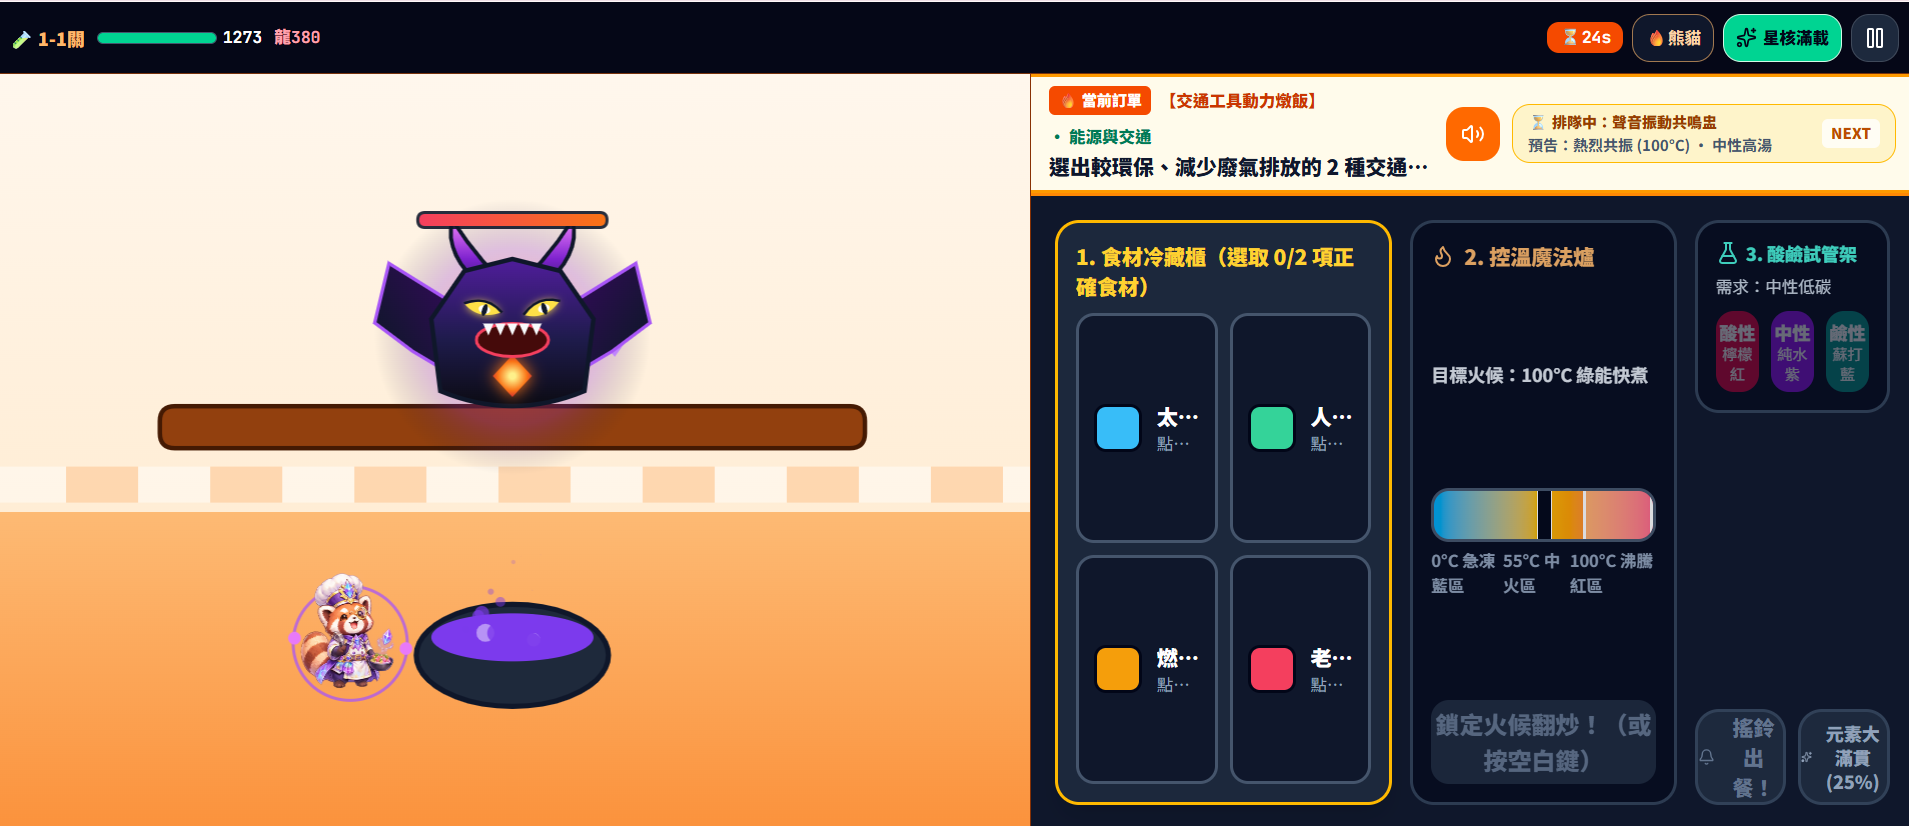 1-1關
1273 龍380
24s
熊貓
星核滿載
當前訂單
【交通工具動力燉飯】
• 能源與交通
選出較環保、減少廢氣排放的 2 種交通…
排隊中：聲音振動共鳴盅
預告：熱烈共振 (100°C) • 中性高湯
NEXT
1. 食材冷藏櫃（選取 0/2 項正
確食材）
太…
點…
人…
點…
燃…
點…
老…
點…
2. 控溫魔法爐
目標火候：100°C 綠能快煮
0°C 急凍
藍區
55°C 中
火區
100°C 沸騰
紅區
鎖定火候翻炒！（或
按空白鍵）
3. 酸鹼試管架
需求：中性低碳
酸性
檸檬
紅
中性
純水
紫
鹼性
蘇打
藍
搖鈴
出
餐！
元素大
滿貫
(25%)